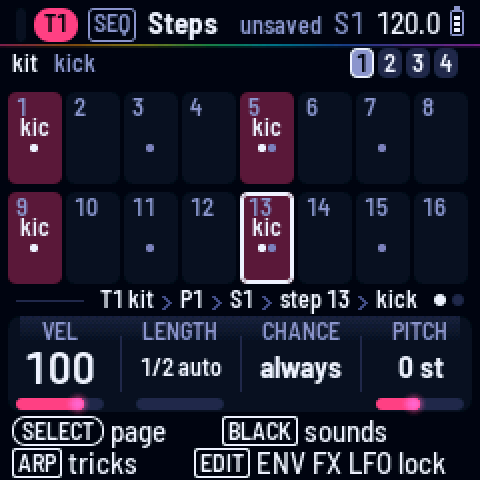 T1 SEQ Steps unsaved S1 120.0
kit kick 1 2 3 4
1 2 3 4 5 6 7 8
kic kic
9 10 11 12 13 14 15 16
kic kic
T1 kit > P1 > S1 > step 13 > kick
VEL LENGTH CHANCE PITCH
100 1/2 auto always 0 st
SELECT page BLACK sounds
ARP tricks EDIT ENV FX LFO lock